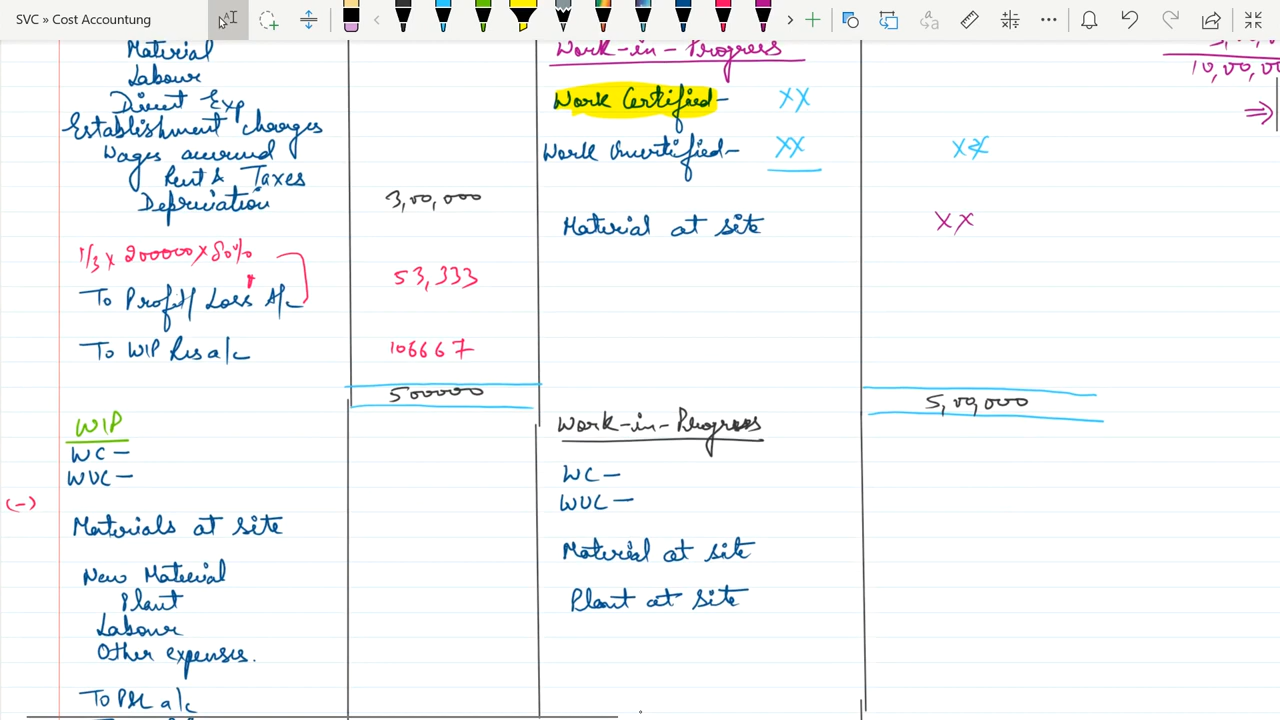 SVC » Cost Accountung
Material
Labour
Direct Exp
Establishment charges
Wages accrued
Rent & Taxes
Depreciation
3,00,000
1/3 x 200000 x 80%
53,333
To Profit/ Loss A/c
To WIP Res a/c
106667
500000
Work-in-Progress
Work Certified- XX
Work Uncertified- XX
XX
Material at site
XX
5,00,000
10,00,00
⇒
WIP
WC -
WUC -
(-)
Materials at site
New Material
Plant
Labour
Other expenses.
To P&L a/c
Work-in-Progress
WC -
WUC -
Material at site
Plant at site